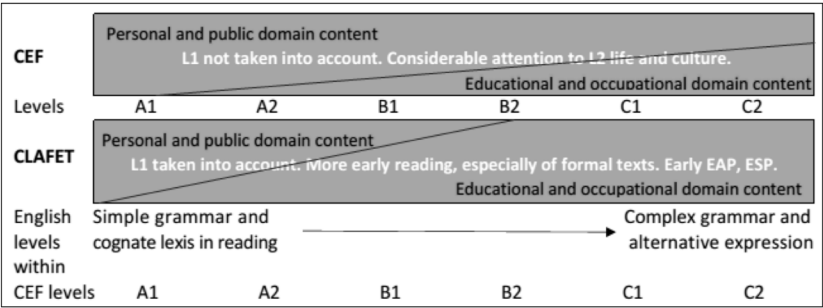 Personal and public domain content
CEF
L1 not taken into account. Considerable attention to L2 life and culture.
Educational and occupational domain content
Levels A1 A2 B1 B2 C1 C2
Personal and public domain content
CLAFET
L1 taken into account. More early reading, especially of formal texts. Early EAP, ESP.
Educational and occupational domain content
English levels within
Simple grammar and cognate lexis in reading
Complex grammar and alternative expression
CEF levels A1 A2 B1 B2 C1 C2